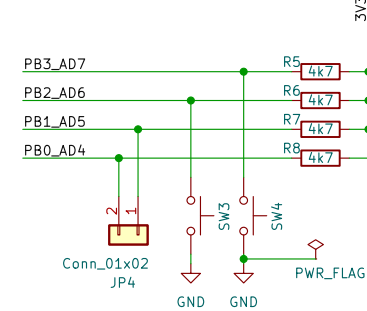 3V3
PB3_AD7
R5
4k7
PB2_AD6
R6
4k7
PB1_AD5
R7
4k7
PB0_AD4
R8
4k7
2
1
SW3
SW4
Conn_01x02
JP4
PWR_FLAG
GND
GND